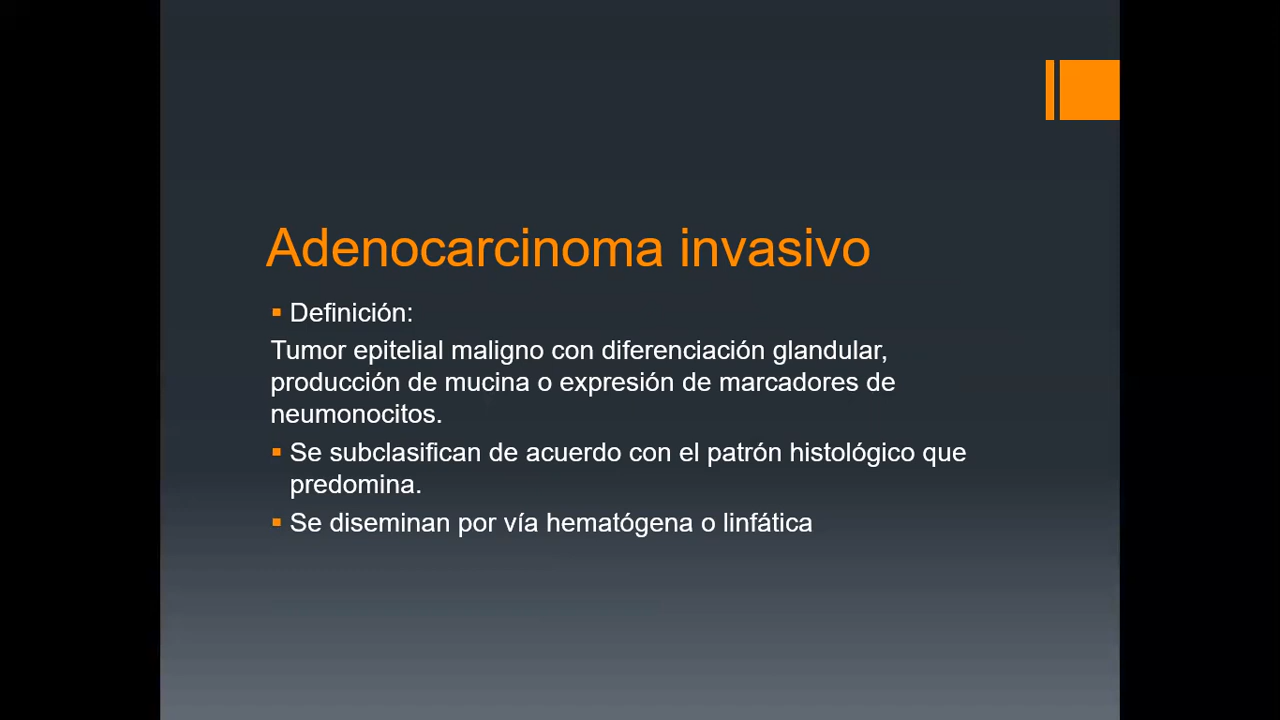 Adenocarcinoma invasivo
Definición:
Tumor epitelial maligno con diferenciación glandular,
producción de mucina o expresión de marcadores de
neumonocitos.
Se subclasifican de acuerdo con el patrón histológico que
predomina.
Se diseminan por vía hematógena o linfática